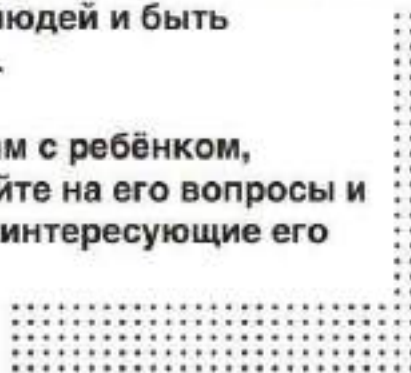 людей и быть
.
м с ребёнком,
йте на его вопросы и
интересующие его